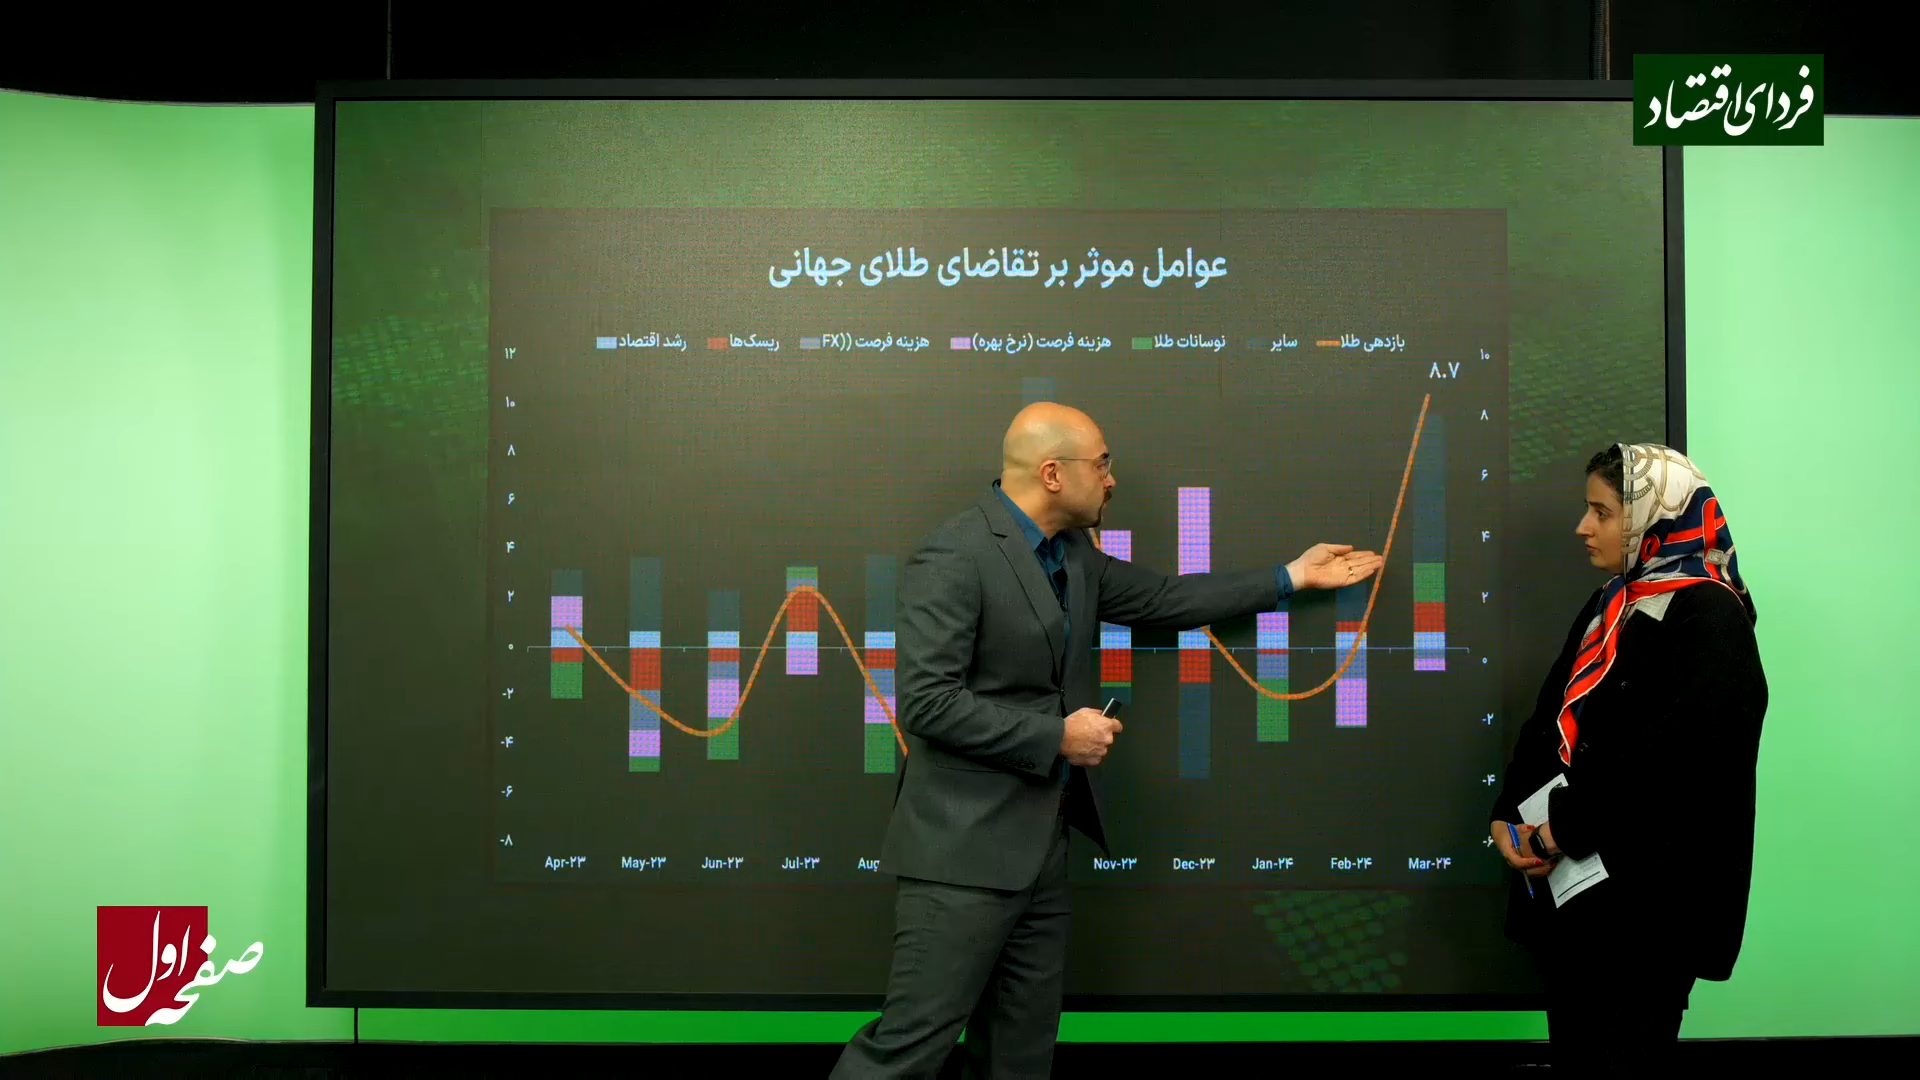 فردای اقتصاد
عوامل موثر بر تقاضای طلای جهانی
بازدهی طلا سایر نوسانات طلا هزینه فرصت (نرخ بهره) هزینه فرصت ((FX ریسک‌ها رشد اقتصاد
۱۲ ۱۰
۸.۷
۱۰ ۸
۸ ۶
۶ ۴
۴ ۲
۲ ۰
۰ -۲
-۲ -۴
-۴ -۶
-۶
-۸
Apr-۲۳ May-۲۳ Jun-۲۳ Jul-۲۳ Aug Nov-۲۳ Dec-۲۳ Jan-۲۴ Feb-۲۴ Mar-۲۴
صفحه اول